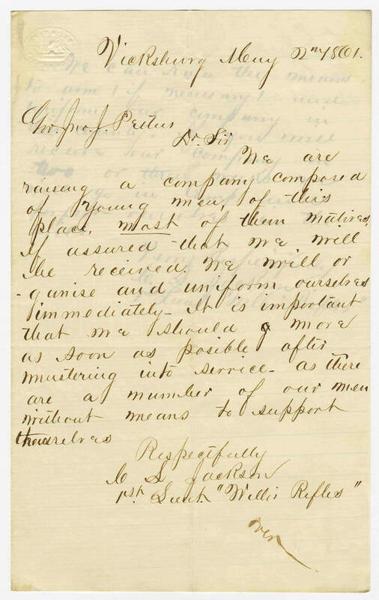 Vicksburg May 2nd 1861.
Gov. Jno. J. Pettus
Dr Sir
We are
raising a company composed
of young men of this
place, most of them natives,
if assured that we will
be received. We will or
-ganise and uniform ourselves
immediately - It is important
that we should move
as soon as posible after
mustering into service - as there
are a number of our men
without means to support
themselves
Respectfully
C S Jackson
1st Lieut. "Willis Rifles"